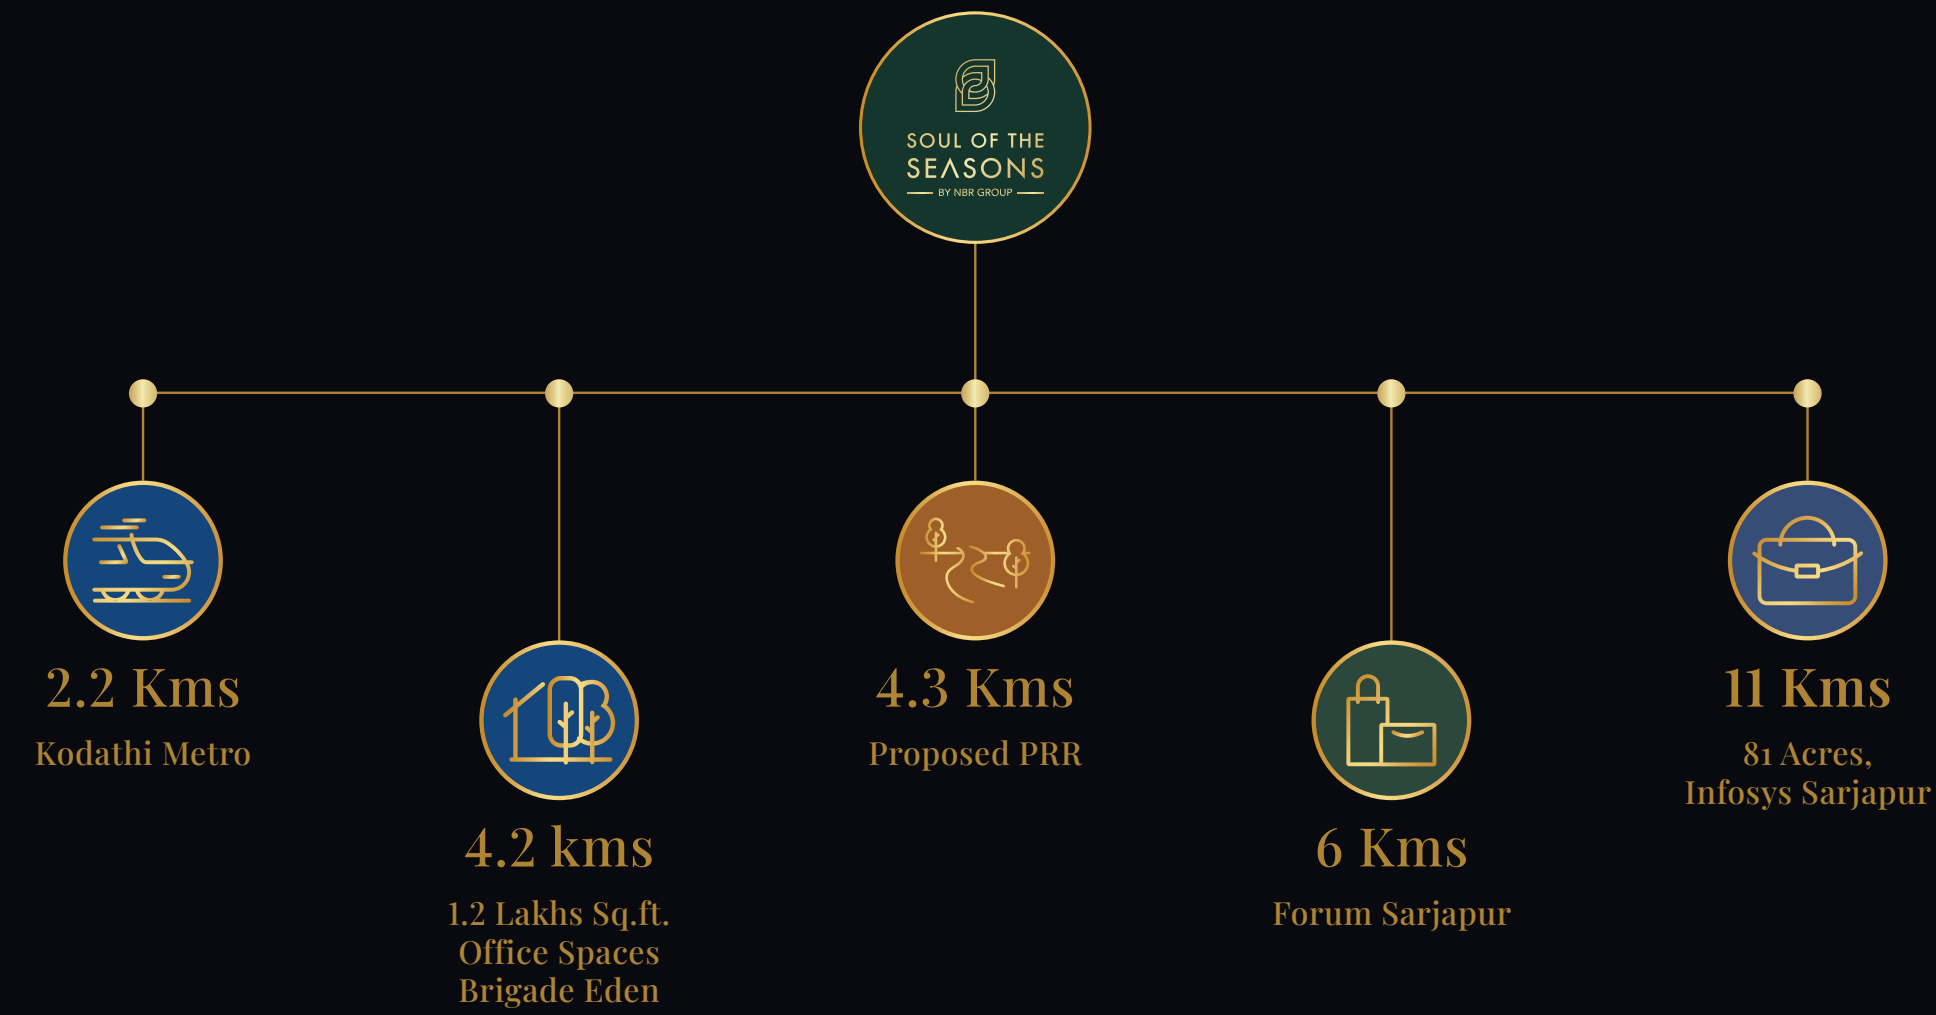 SOUL OF THE
SEASONS
BY NBR GROUP
2.2 Kms
Kodathi Metro
4.2 kms
1.2 Lakhs Sq.ft.
Office Spaces
Brigade Eden
4.3 Kms
Proposed PRR
6 Kms
Forum Sarjapur
11 Kms
81 Acres,
Infosys Sarjapur